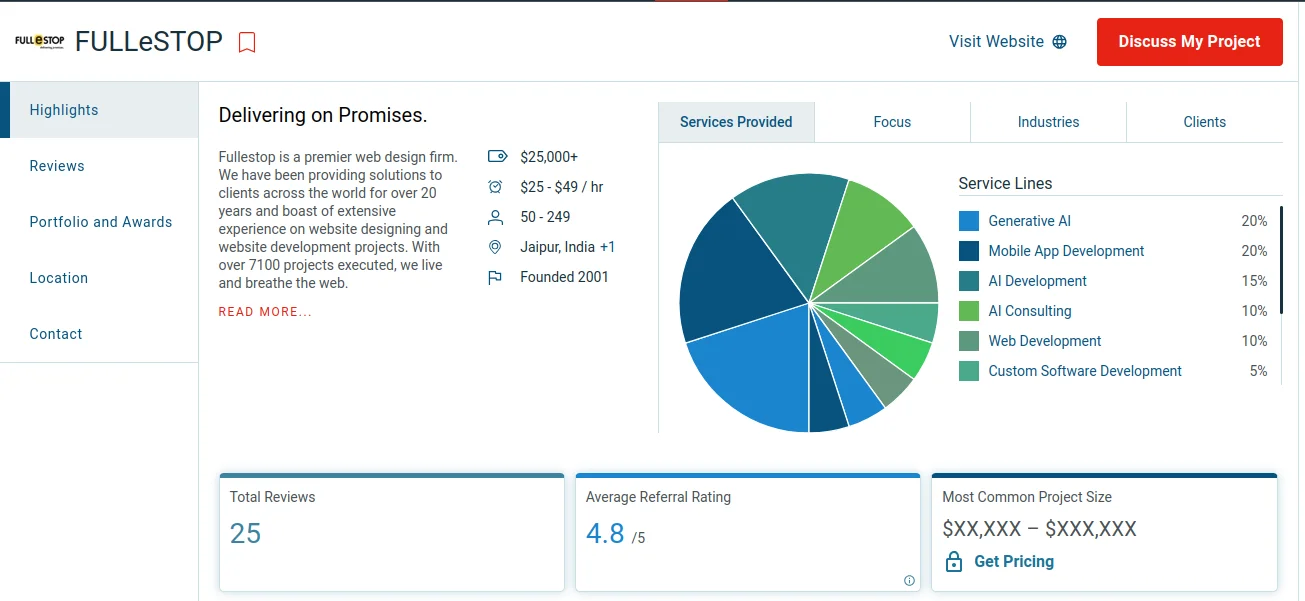 FULLeSTOP
FULLeSTOP
Visit Website
Discuss My Project
Highlights
Reviews
Portfolio and Awards
Location
Contact
Delivering on Promises.
Fullestop is a premier web design firm.
We have been providing solutions to
clients across the world for over 20
years and boast of extensive
experience on website designing and
website development projects. With
over 7100 projects executed, we live
and breathe the web.
READ MORE...
$25,000+
$25 - $49 / hr
50 - 249
Jaipur, India +1
Founded 2001
Services Provided
Focus
Industries
Clients
Service Lines
Generative AI 20%
Mobile App Development 20%
AI Development 15%
AI Consulting 10%
Web Development 10%
Custom Software Development 5%
Total Reviews
25
Average Referral Rating
4.8 /5
Most Common Project Size
$XX,XXX – $XXX,XXX
Get Pricing